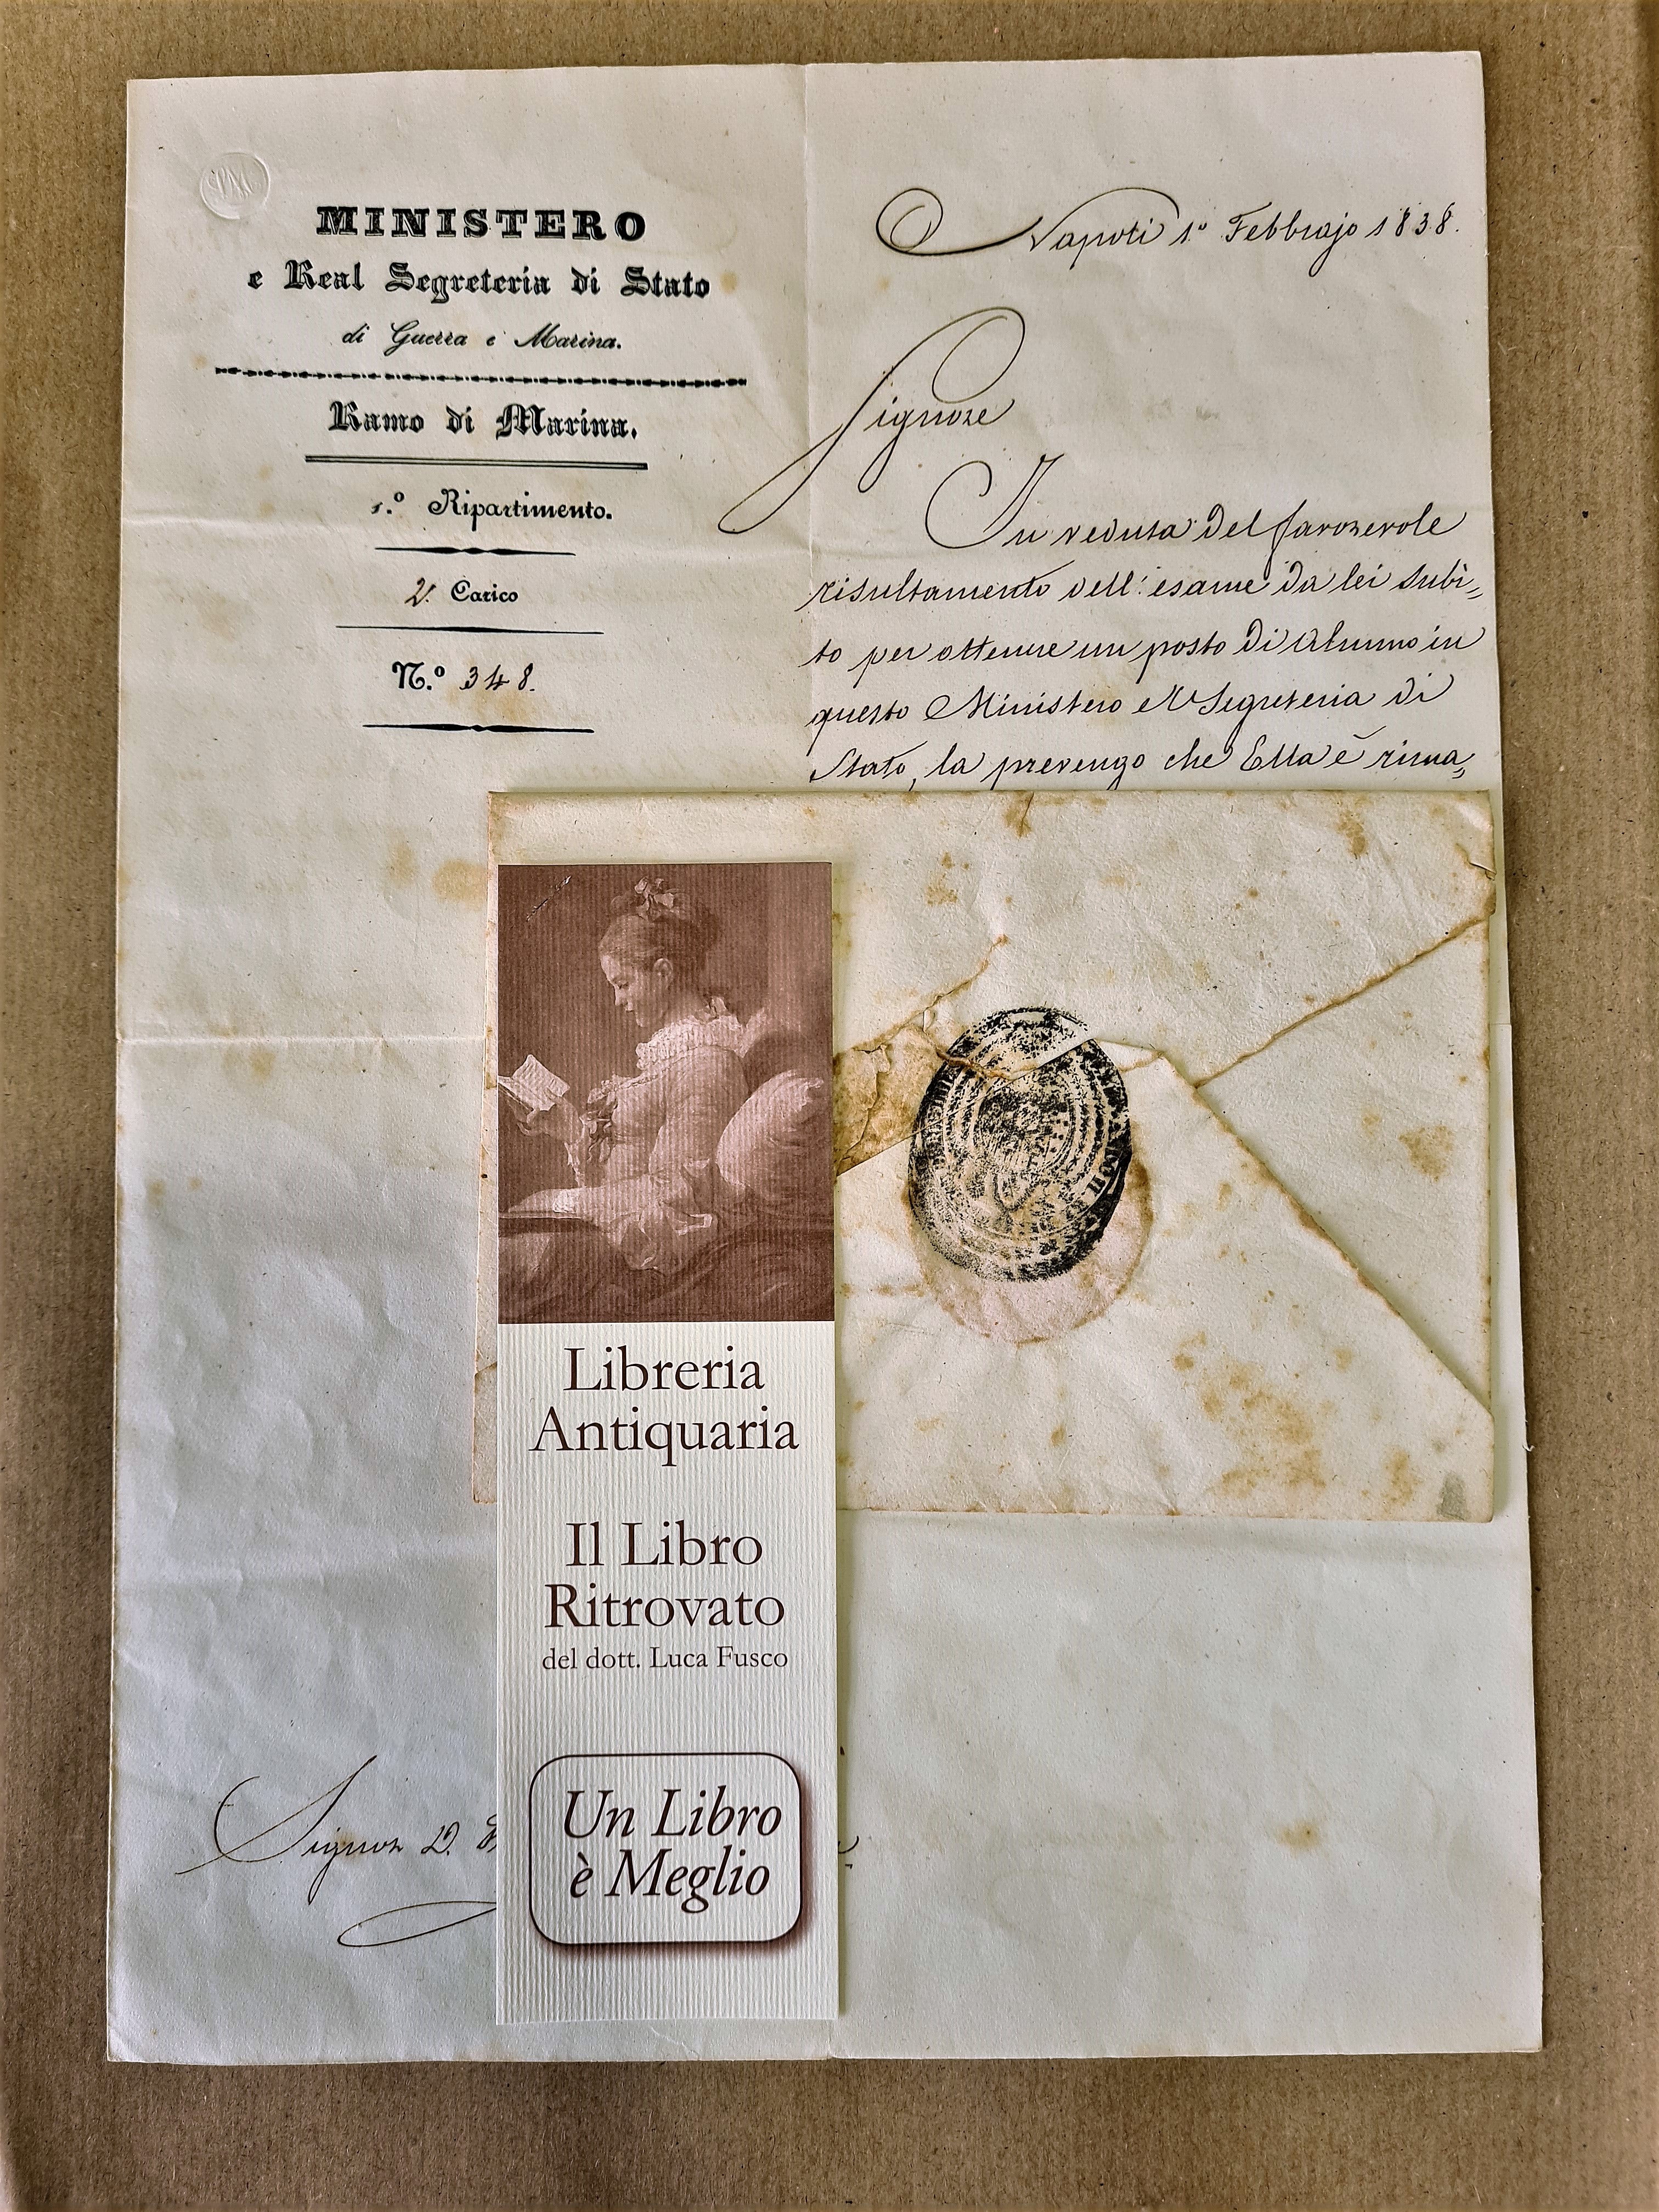 MINISTERO
e Real Segreteria di Stato
di Guerra e Marina.
Ramo di Marina.
1.º Ripartimento.
2. Carico
N.º 348.
Napoli 1º Febbrajo 1838.
Signore
In veduta del favorevole
risultamento dell'esame da lei subi=
to per ottenere un posto di Alunno in
questo Ministero e Segreteria di
Stato, la prevengo che Ella è rima=
Signor D.
Libreria
Antiquaria
Il Libro
Ritrovato
del dott. Luca Fusco
Un Libro
è Meglio